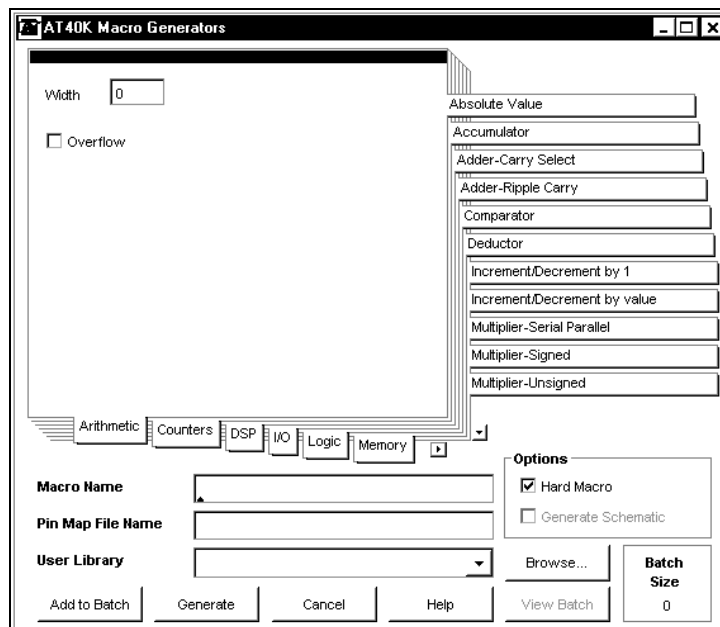 AT40K Macro Generators
Width 0
Overflow
Absolute Value
Accumulator
Adder-Carry Select
Adder-Ripple Carry
Comparator
Deductor
Increment/Decrement by 1
Increment/Decrement by value
Multiplier-Serial Parallel
Multiplier-Signed
Multiplier-Unsigned
Arithmetic Counters DSP I/O Logic Memory
Macro Name
Pin Map File Name
User Library
Options
Hard Macro
Generate Schematic
Browse...
Batch
Size
0
Add to Batch Generate Cancel Help View Batch